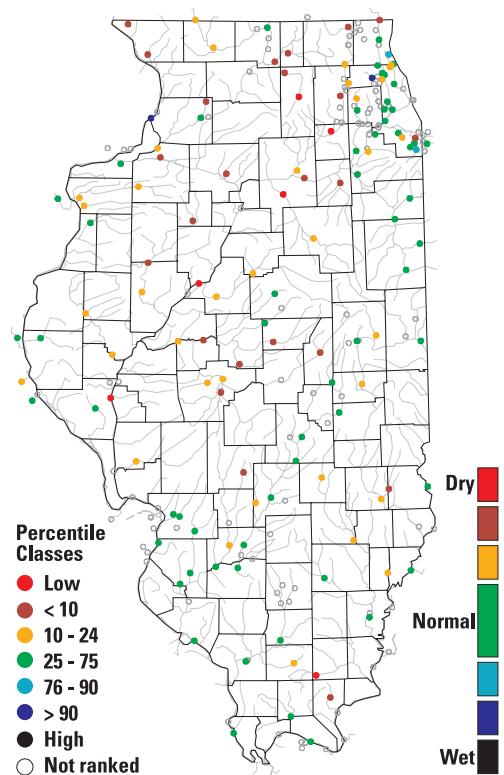 Percentile
Classes
Low
< 10
10 - 24
25 - 75
76 - 90
> 90
High
Not ranked
Dry
Normal
Wet